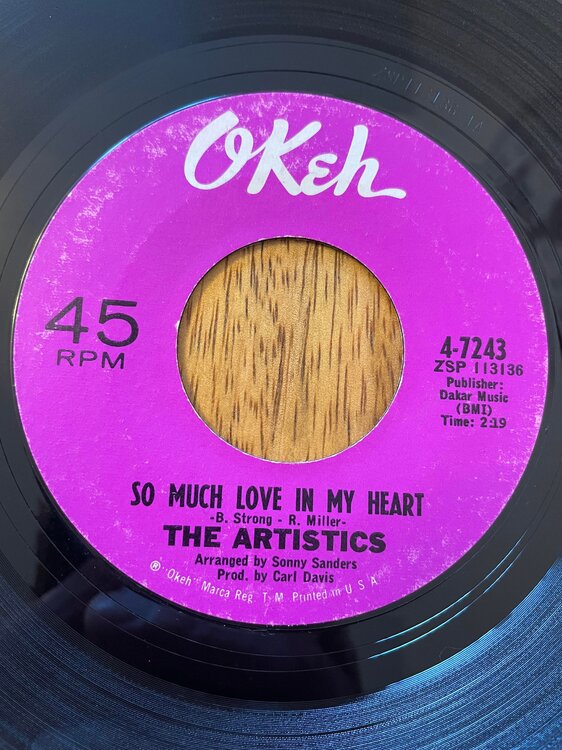 OKeh
45
RPM
4-7243
ZSP 113136
Publisher:
Dakar Music
(BMI)
Time: 2:19
SO MUCH LOVE IN MY HEART
-B. Strong - R. Miller-
THE ARTISTICS
Arranged by Sonny Sanders
Prod. by Carl Davis
® "Okeh" Marca Reg. T. M. Printed in U S A